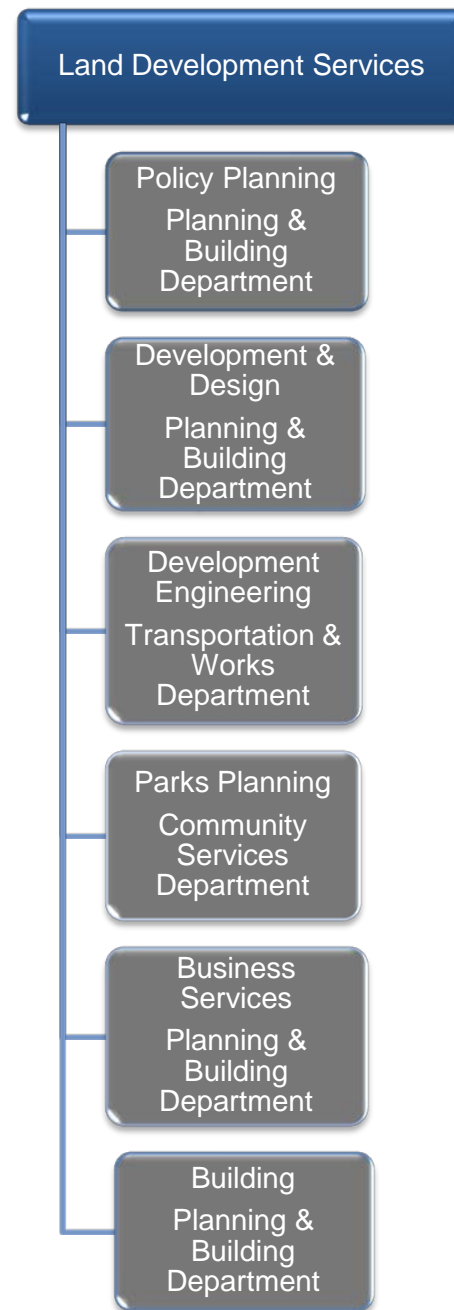 Land Development Services
Policy Planning
Planning &
Building
Department
Development &
Design
Planning &
Building
Department
Development
Engineering
Transportation &
Works
Department
Parks Planning
Community
Services
Department
Business
Services
Planning &
Building
Department
Building
Planning &
Building
Department